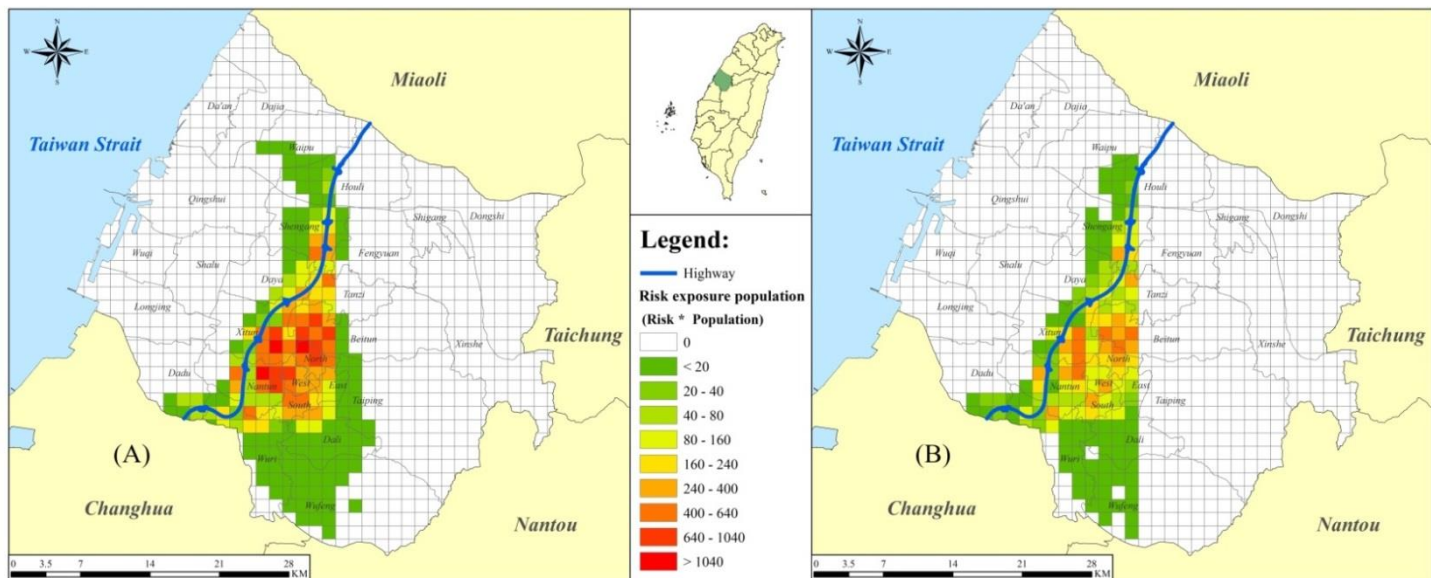 N
W E
S
Miaoli
Da'an
Dajia
Taiwan Strait
Waipu
Houli
Qingshui
Shigang
Dongshi
Shengang
Wuqi
Fengyuan
Shalu
Daya
Tanzi
Longjing
Xitun
Beitun
Taichung
Xinshe
North
Dadu
Nantun
West
East
Taiping
South
(A)
Dali
Wuri
Changhua
Wufeng
Nantou
0 3.5 7 14 21 28
KM
Legend:
Highway
Risk exposure population
(Risk * Population)
0
< 20
20 - 40
40 - 80
80 - 160
160 - 240
240 - 400
400 - 640
640 - 1040
> 1040
N
W E
S
Miaoli
Da'an
Dajia
Taiwan Strait
Waipu
Houli
Qingshui
Shigang
Dongshi
Shengang
Wuqi
Fengyuan
Shalu
Daya
Tanzi
Longjing
Xitun
Beitun
Taichung
Xinshe
North
Dadu
Nantun
West
East
Taiping
South
(B)
Dali
Wuri
Changhua
Wufeng
Nantou
0 3.5 7 14 21 28
KM